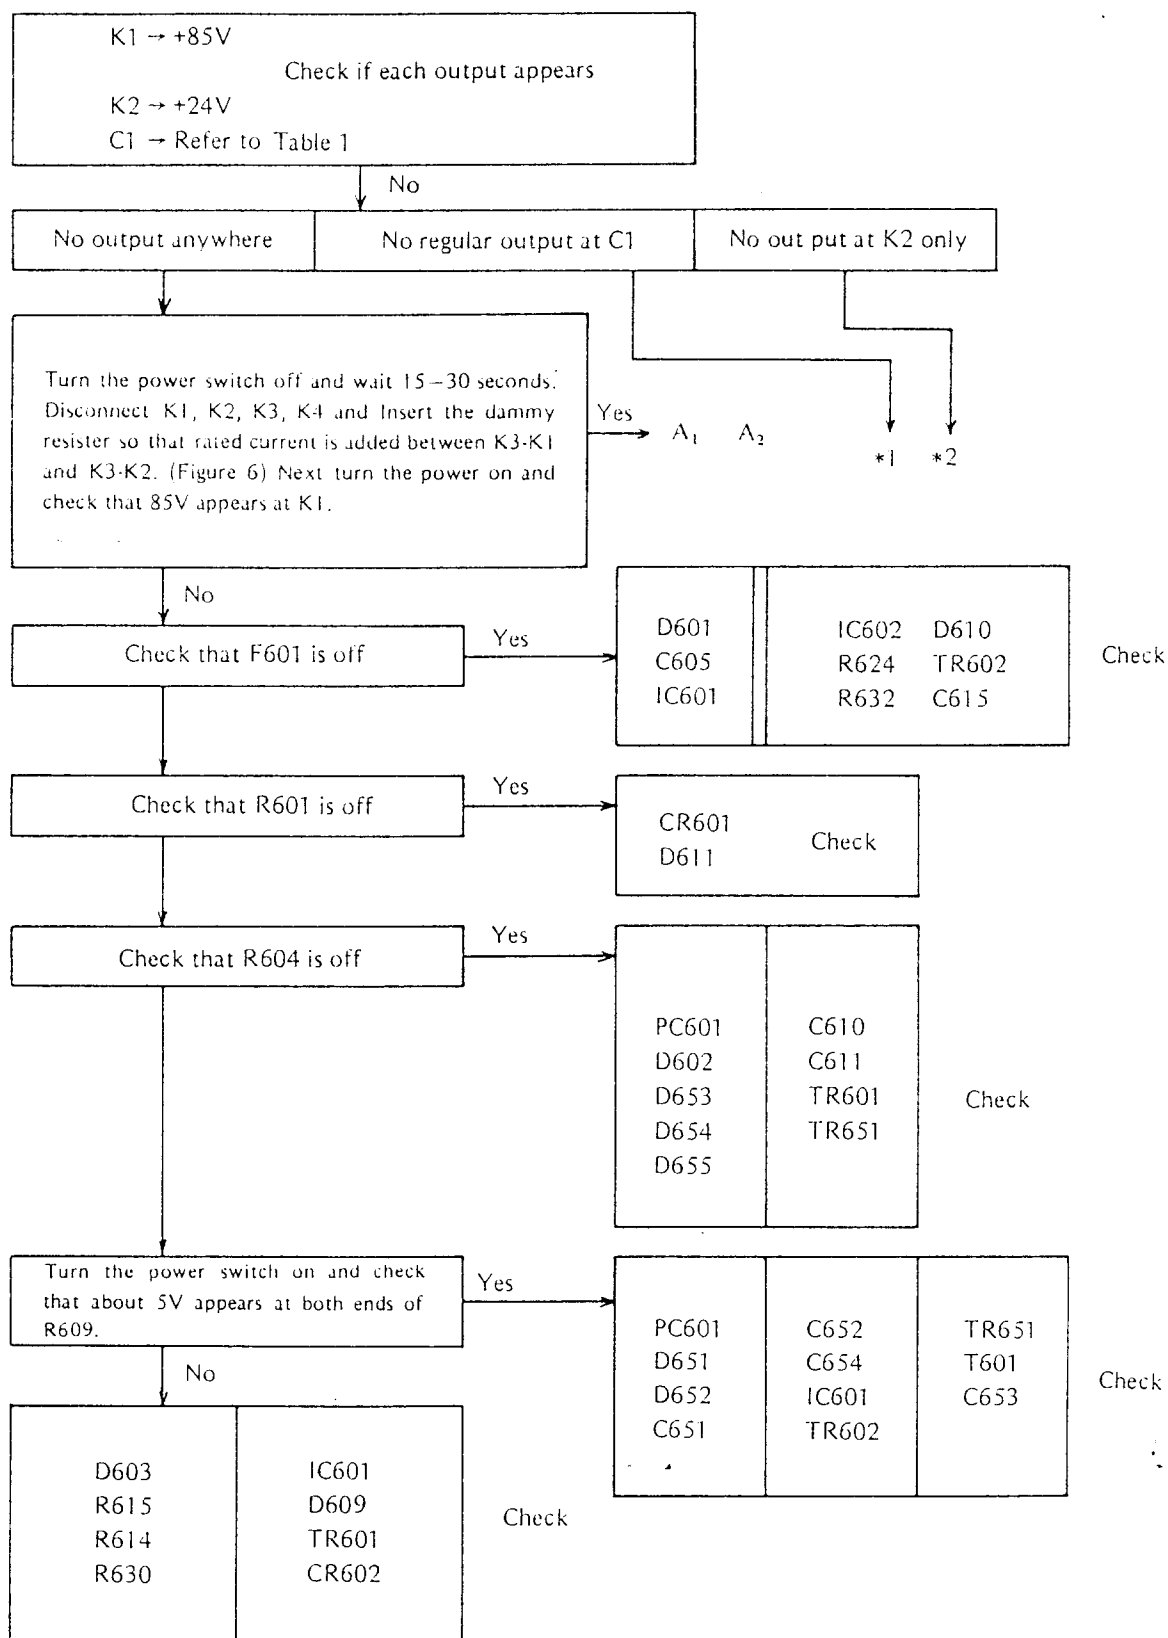 K1 → +85V
Check if each output appears
K2 → +24V
C1 → Refer to Table 1
No
No output anywhere
No regular output at C1
No out put at K2 only
Turn the power switch off and wait 15–30 seconds.
Disconnect K1, K2, K3, K4 and Insert the dammy
resister so that rated current is added between K3-K1
and K3-K2. (Figure 6) Next turn the power on and
check that 85V appears at K1.
Yes
A₁ A₂
*1 *2
No
Check that F601 is off
Yes
D601
C605
IC601
IC602 D610
R624 TR602
R632 C615
Check
Check that R601 is off
Yes
CR601
D611
Check
Check that R604 is off
Yes
PC601
D602
D653
D654
D655
C610
C611
TR601
TR651
Check
Turn the power switch on and check
that about 5V appears at both ends of
R609.
Yes
PC601
D651
D652
C651
C652
C654
IC601
TR602
TR651
T601
C653
Check
No
D603
R615
R614
R630
IC601
D609
TR601
CR602
Check